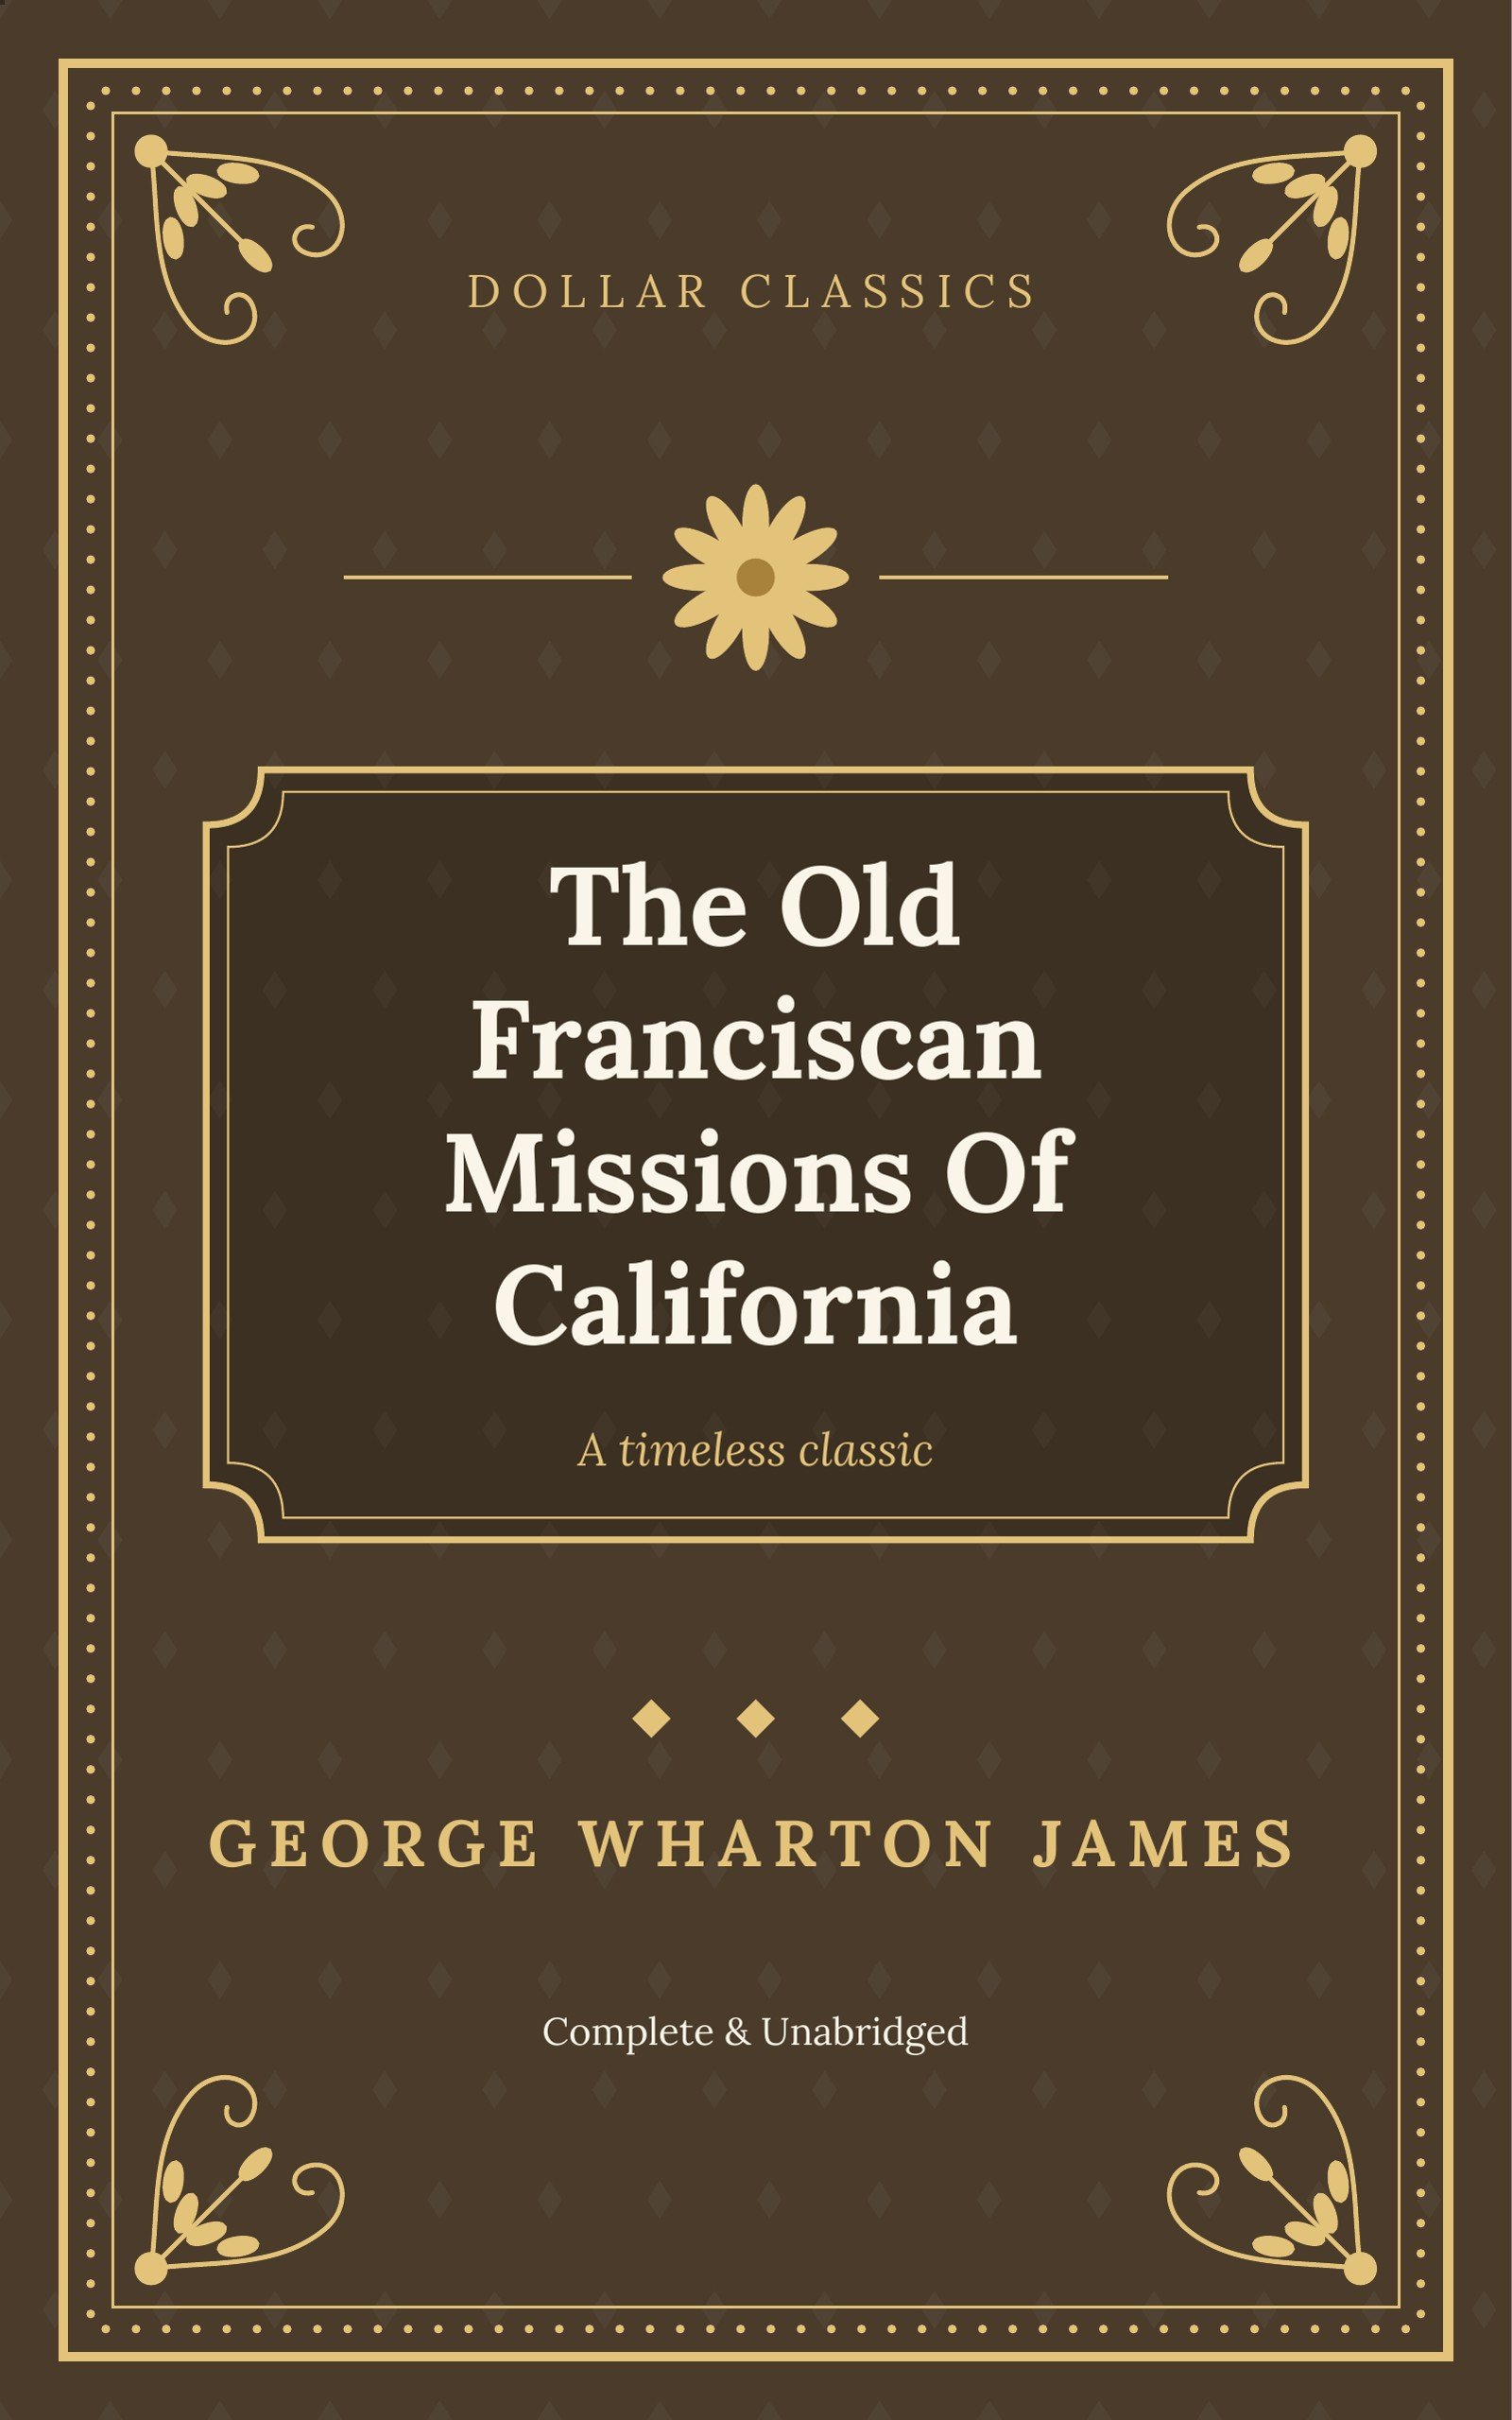 DOLLAR CLASSICS
The Old
Franciscan
Missions Of
California
A timeless classic
GEORGE WHARTON JAMES
Complete & Unabridged